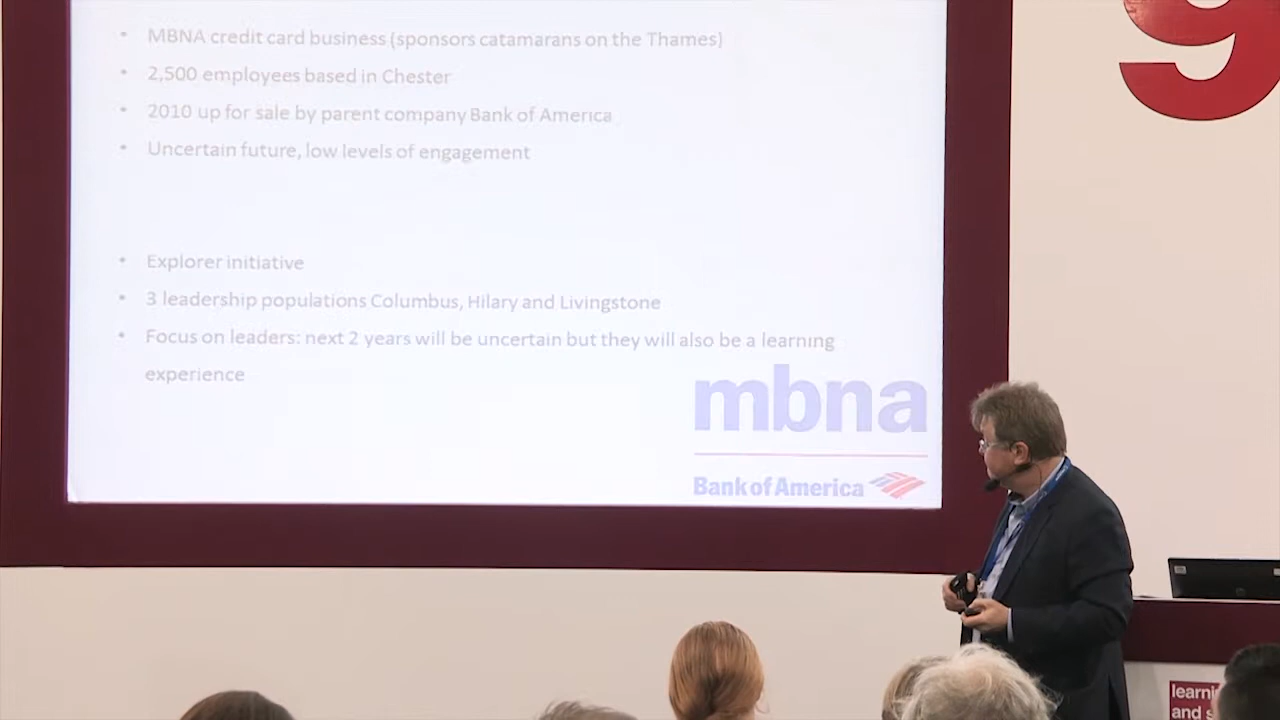 • MBNA credit card business (sponsors catamarans on the Thames)
• 2,500 employees based in Chester
• 2010 up for sale by parent company Bank of America
• Uncertain future, low levels of engagement
• Explorer initiative
• 3 leadership populations Columbus, Hilary and Livingstone
• Focus on leaders: next 2 years will be uncertain but they will also be a learning
experience
mbna
Bank of America
9
and